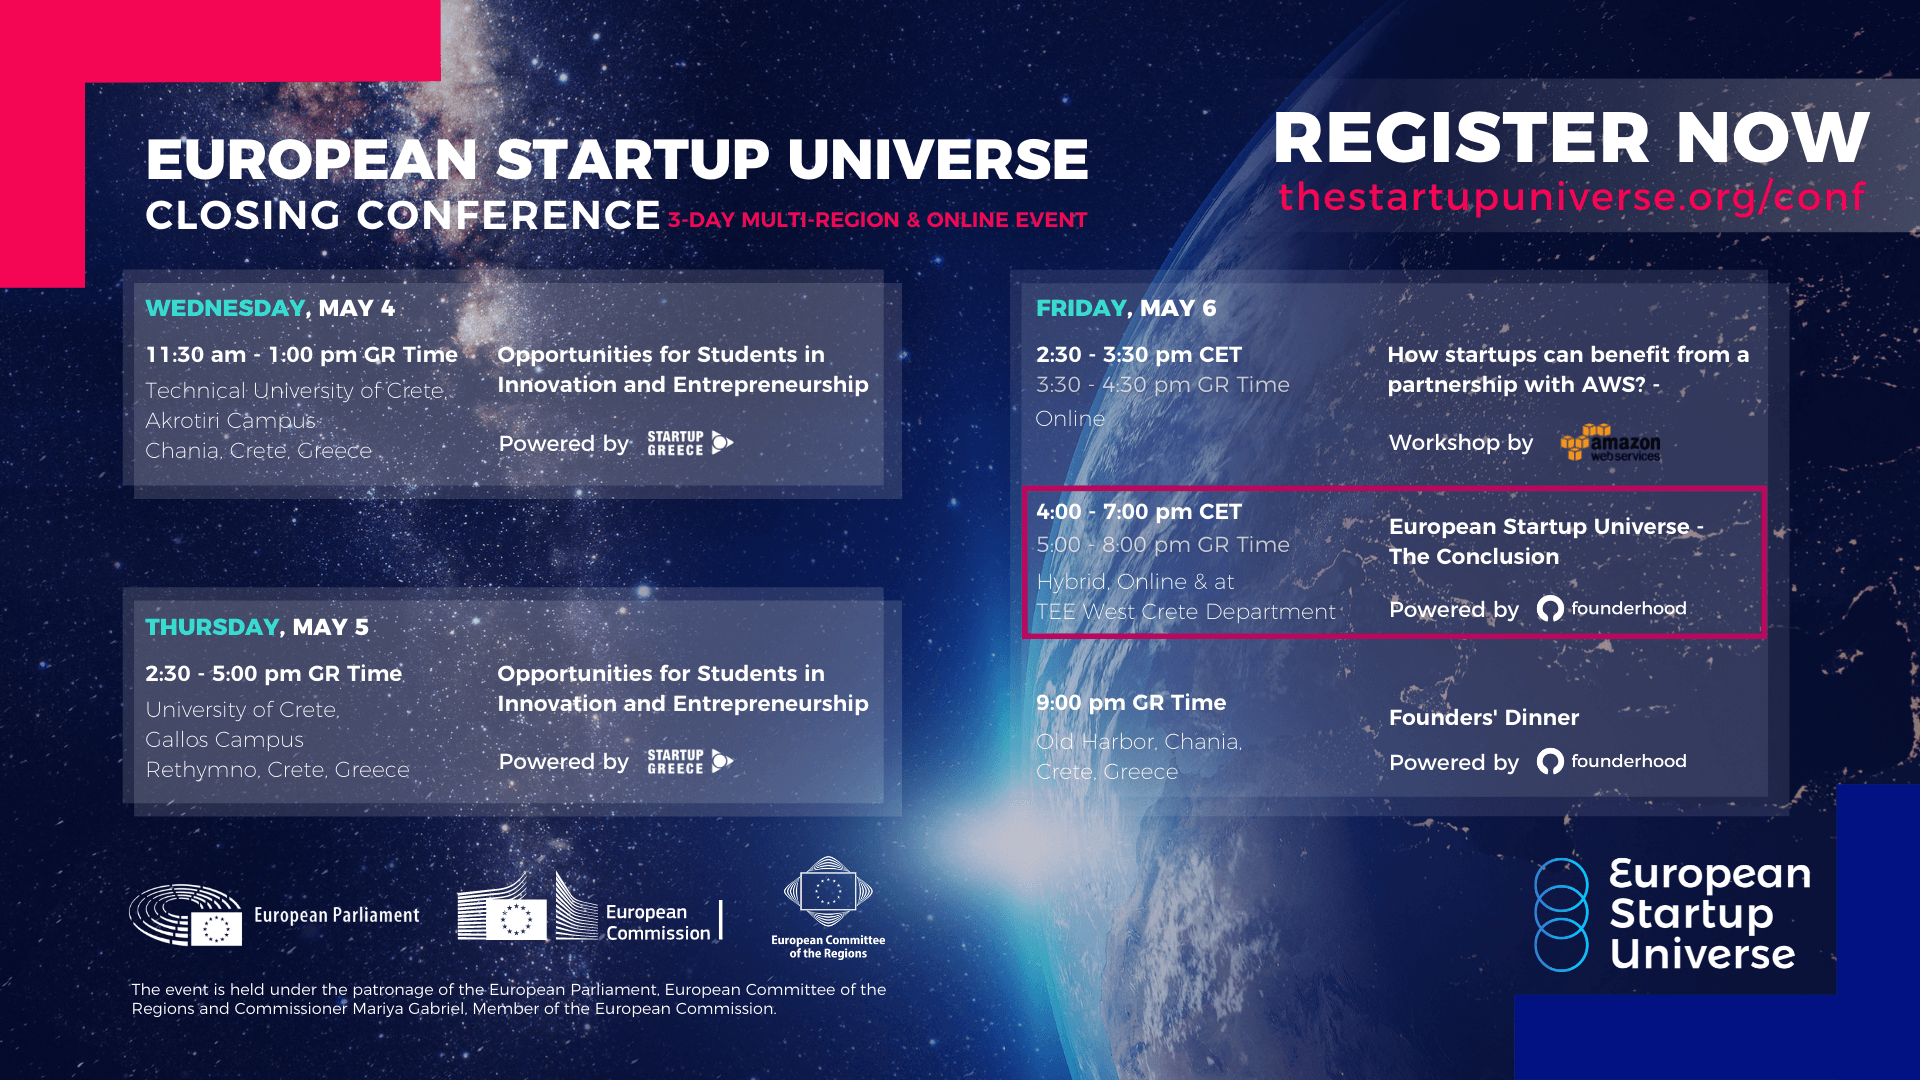 EUROPEAN STARTUP UNIVERSE
CLOSING CONFERENCE 3-DAY MULTI-REGION & ONLINE EVENT
REGISTER NOW
thestartupuniverse.org/conf
WEDNESDAY, MAY 4
11:30 am - 1:00 pm GR Time
Technical University of Crete,
Akrotiri Campus
Chania, Crete, Greece
Opportunities for Students in
Innovation and Entrepreneurship
Powered by STARTUP GREECE
THURSDAY, MAY 5
2:30 - 5:00 pm GR Time
University of Crete,
Gallos Campus
Rethymno, Crete, Greece
Opportunities for Students in
Innovation and Entrepreneurship
Powered by STARTUP GREECE
FRIDAY, MAY 6
2:30 - 3:30 pm CET
3:30 - 4:30 pm GR Time
Online
How startups can benefit from a
partnership with AWS? -
Workshop by amazon web services
4:00 - 7:00 pm CET
5:00 - 8:00 pm GR Time
Hybrid, Online & at
TEE West Crete Department
European Startup Universe -
The Conclusion
Powered by founderhood
9:00 pm GR Time
Old Harbor, Chania,
Crete, Greece
Founders' Dinner
Powered by founderhood
European Parliament
European
Commission
European Committee
of the Regions
The event is held under the patronage of the European Parliament, European Committee of the
Regions and Commissioner Mariya Gabriel, Member of the European Commission.
European
Startup
Universe